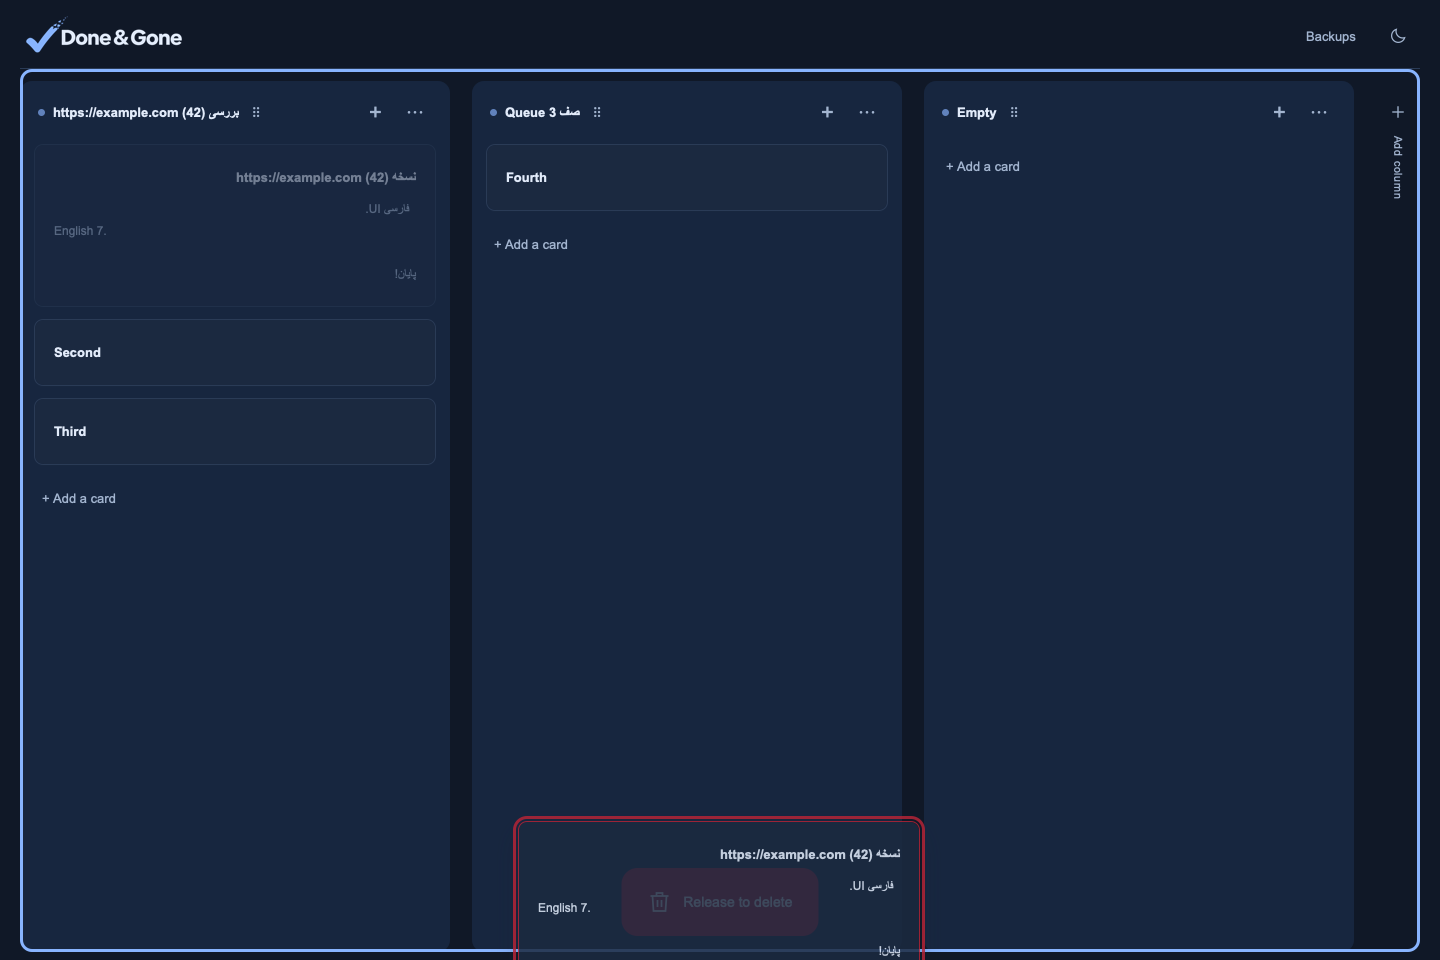 Done & Gone
Backups
https://example.com (42) بررسی
نسخه (42) https://example.com
فارسی UI.
English 7.
پایان!
Second
Third
+ Add a card
Queue 3 صف
Fourth
+ Add a card
Empty
+ Add a card
Add column
نسخه (42) https://example.com
فارسی UI.
English 7.
Release to delete
پایان!